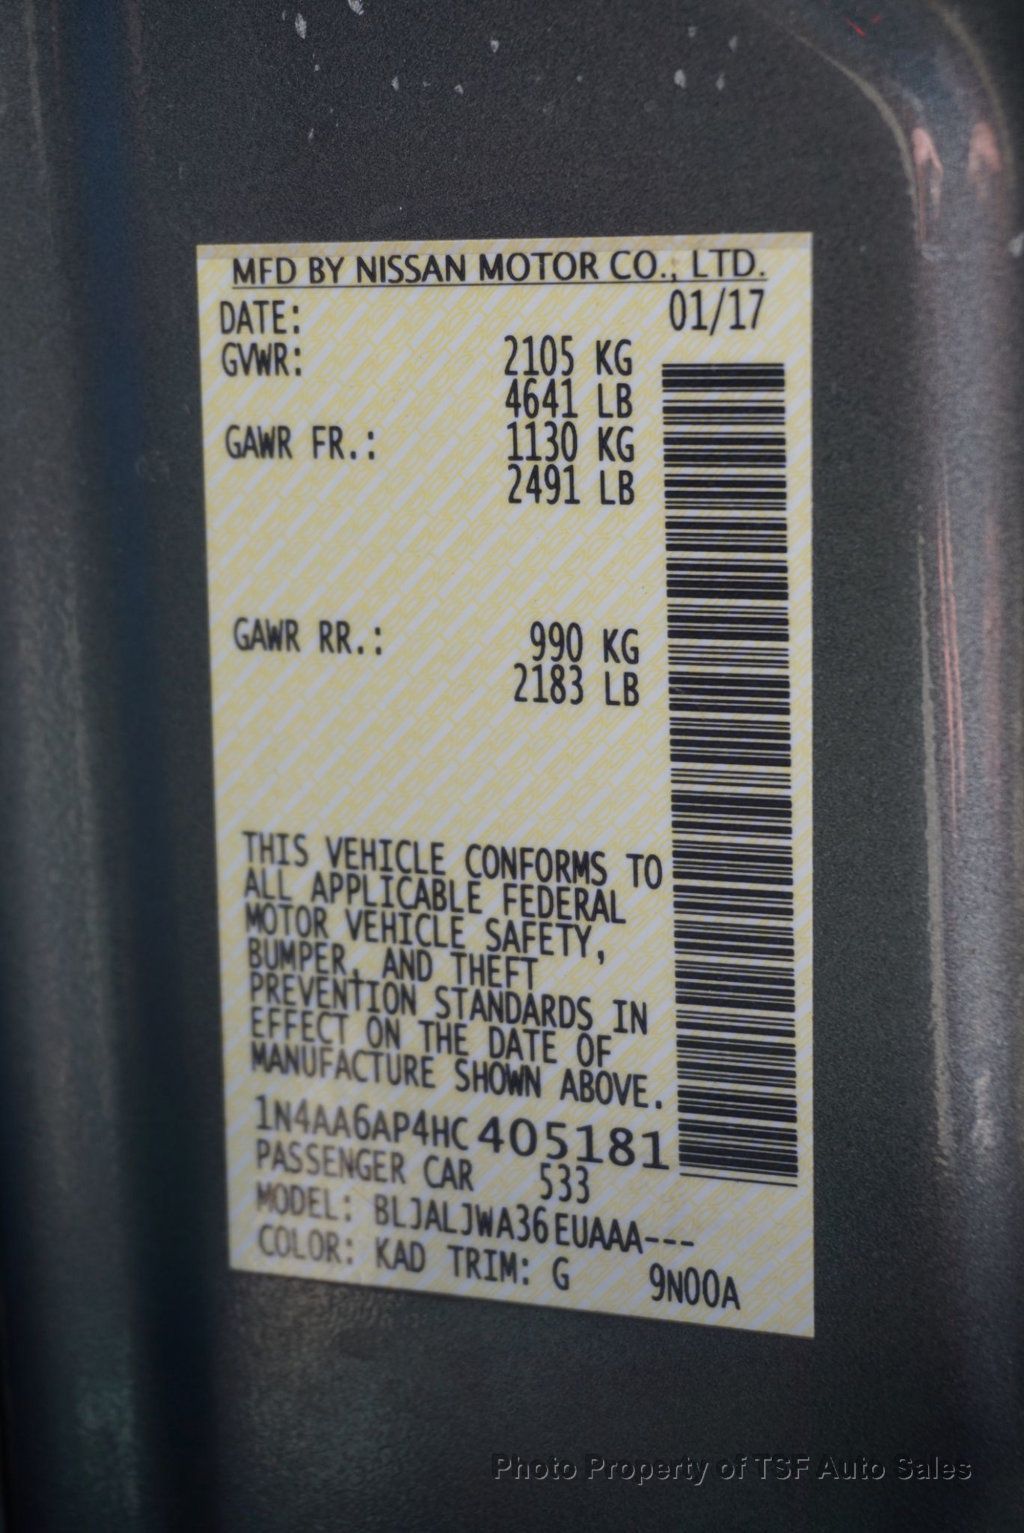 MFD BY NISSAN MOTOR CO., LTD.
DATE: 01/17
GVWR: 2105 KG
4641 LB
GAWR FR.: 1130 KG
2491 LB
GAWR RR.: 990 KG
2183 LB
THIS VEHICLE CONFORMS TO
ALL APPLICABLE FEDERAL
MOTOR VEHICLE SAFETY,
BUMPER, AND THEFT
PREVENTION STANDARDS IN
EFFECT ON THE DATE OF
MANUFACTURE SHOWN ABOVE.
1N4AA6AP4HC405181
PASSENGER CAR 533
MODEL: BLJALJWA36EUAAA---
COLOR: KAD TRIM: G 9N00A
Photo Property of TSF Auto Sales